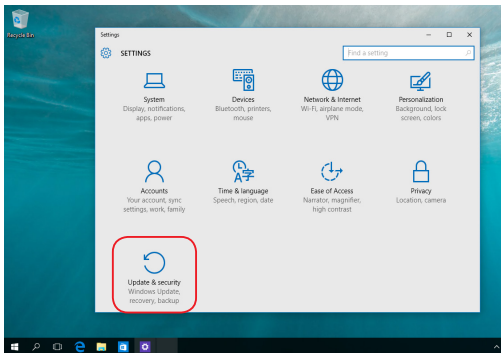 Recycle Bin
Settings
SETTINGS
Find a setting
System
Display, notifications,
apps, power
Devices
Bluetooth, printers,
mouse
Network & Internet
Wi-Fi, airplane mode,
VPN
Personalization
Background, lock
screen, colors
Accounts
Your account, sync
settings, work, family
Time & language
Speech, region, date
Ease of Access
Narrator, magnifier,
high contrast
Privacy
Location, camera
Update & security
Windows Update,
recovery, backup